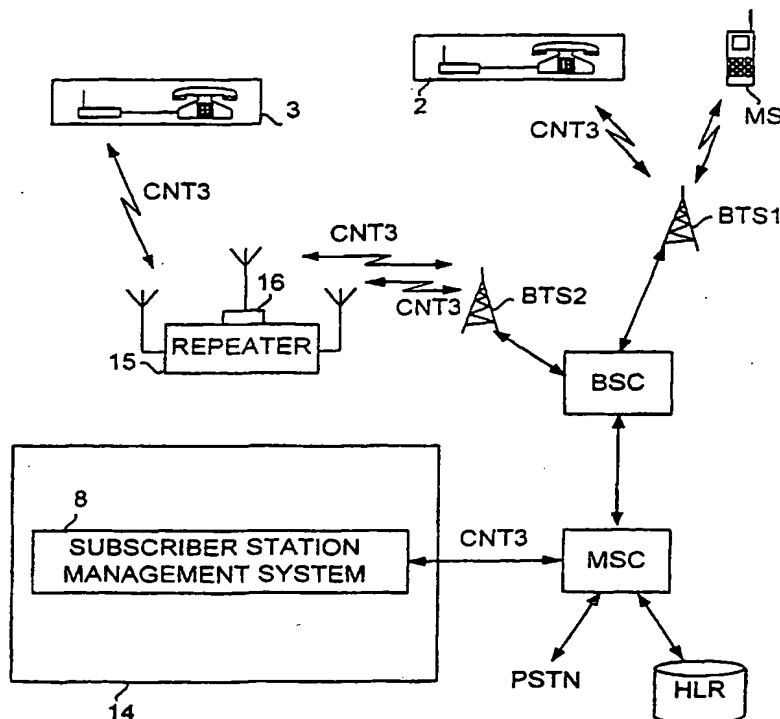 2
3
MS
CNT3
CNT3
BTS1
CNT3
16
CNT3
BTS2
REPEATER
15
BSC
8
SUBSCRIBER STATION
MANAGEMENT SYSTEM
CNT3
MSC
PSTN
HLR
14